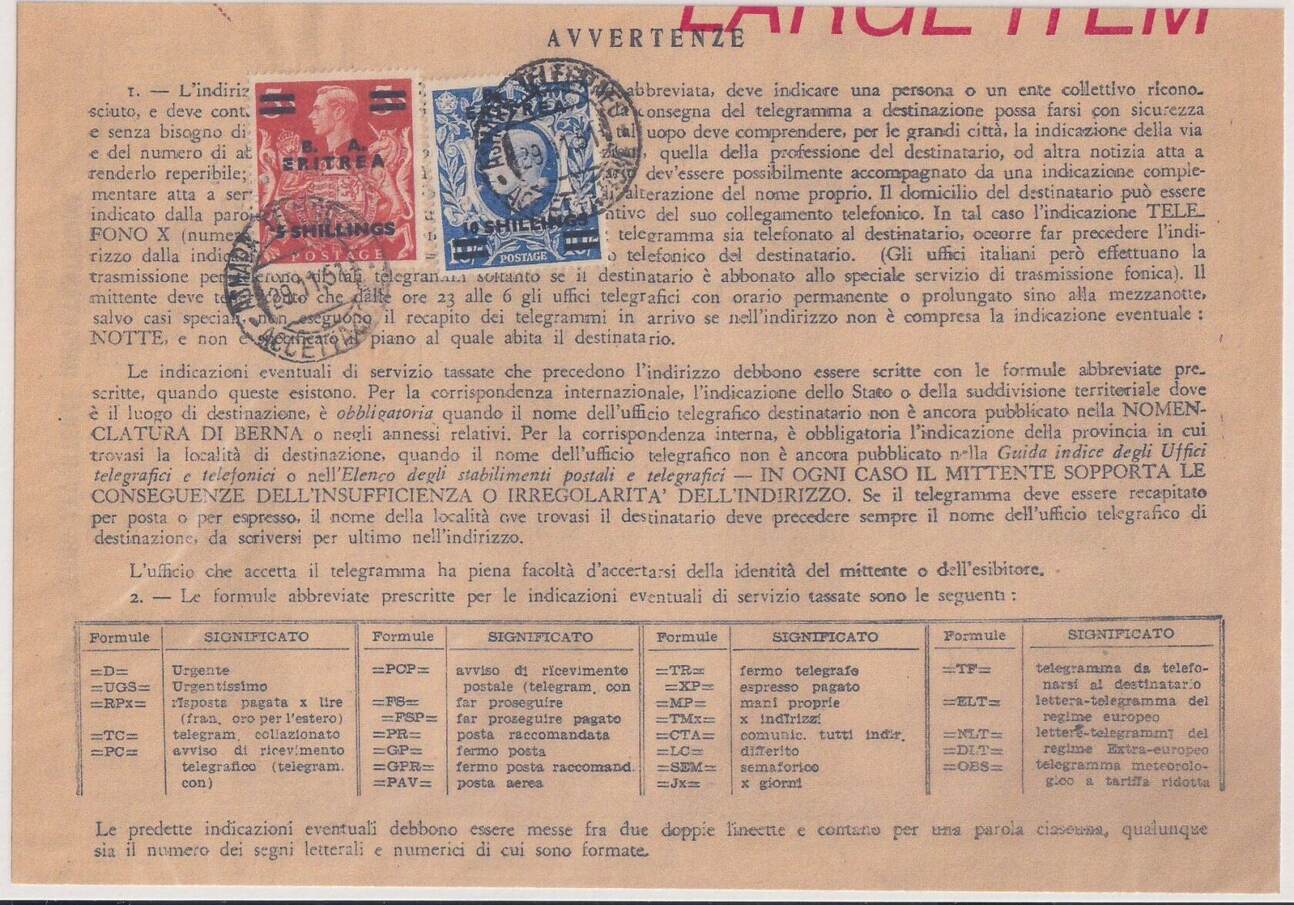 LARGE ITEM
AVVERTENZE
1. — L'indiriz abbreviata, deve indicare una persona o un ente collettivo ricono-
sciuto, e deve cont consegna del telegramma a destinazione possa farsi con sicurezza
e senza bisogno di uopo deve comprendere, per le grandi città, la indicazione della via
e del numero di quella della professione del destinatario, od altra notizia atta a
renderlo reperibile; dev'essere possibilmente accompagnato da una indicazione comple-
mentare atta a alterazione del nome proprio. Il domicilio del destinatario può essere
indicato dalla del suo collegamento telefonico. In tal caso l'indicazione TELE-
FONO X telegramma sia telefonato al destinatario, occorre far precedere l'indi-
rizzo dalla telefonico del destinatario. (Gli uffici italiani però effettuano la
trasmissione per telegrammi soltanto se il destinatario è abbonato allo speciale servizio di trasmissione fonica). Il
mittente deve che dalle ore 23 alle 6 gli uffici telegrafici con orario permanente o prolungato sino alla mezzanotte,
salvo casi speciali, non eseguono il recapito dei telegrammi in arrivo se nell'indirizzo non è compresa la indicazione eventuale :
NOTTE, e non è specificato il piano al quale abita il destinatario.
B. A.
ERITREA
5 SHILLINGS
POSTAGE
ERITREA
10 SHILLINGS
10/- POSTAGE 10/-
ACCETTAZ
Le indicazioni eventuali di servizio tassate che precedono l'indirizzo debbono essere scritte con le formule abbreviate pre-
scritte, quando queste esistono. Per la corrispondenza internazionale, l'indicazione dello Stato o della suddivisione territoriale dove
è il luogo di destinazione, è obbligatoria quando il nome dell'ufficio telegrafico destinatario non è ancora pubblicato nella NOMEN-
CLATURA DI BERNA o negli annessi relativi. Per la corrispondenza interna, è obbligatoria l'indicazione della provincia in cui
trovasi la località di destinazione, quando il nome dell'ufficio telegrafico non è ancora pubblicato nella Guida indice degli Uffici
telegrafici e telefonici o nell'Elenco degli stabilimenti postali e telegrafici — IN OGNI CASO IL MITTENTE SOPPORTA LE
CONSEGUENZE DELL'INSUFFICIENZA O IRREGOLARITA' DELL'INDIRIZZO. Se il telegramma deve essere recapitato
per posta o per espresso, il nome della località ove trovasi il destinatario deve precedere sempre il nome dell'ufficio telegrafico di
destinazione, da scriversi per ultimo nell'indirizzo.
L'ufficio che accetta il telegramma ha piena facoltà d'accertarsi della identità del mittente o dell'esibitore.
2. — Le formule abbreviate prescritte per le indicazioni eventuali di servizio tassate sono le seguenti :
Formule SIGNIFICATO
=D= Urgente
=UGS= Urgentissimo
=RPx= risposta pagata x lire
(fran. oro per l'estero)
=TC= telegram. collazionato
=PC= avviso di ricevimento
telegrafico (telegram.
con)
Formule SIGNIFICATO
=PCP= avviso di ricevimento
postale (telegram. con
=FS= far proseguire
=FSP= far proseguire pagato
=PR= posta raccomandata
=GP= fermo posta
=GPR= fermo posta raccomand.
=PAV= posta aerea
Formule SIGNIFICATO
=TR= fermo telegrafo
=XP= espresso pagato
=MP= mani proprie
=TMx= x indirizzi
=CTA= comunic. tutti indir.
=LC= differito
=SEM= semaforico
=Jx= x giorni
Formule SIGNIFICATO
=TF= telegramma da telefo-
narsi al destinatario
=ELT= lettera-telegramma del
regime europeo
=NLT= lettere-telegrammi del
=DLT= regime Extra-europeo
=OBS= telegramma meteorolo-
gico a tariffa ridotta
Le predette indicazioni eventuali debbono essere messe fra due doppie lineette e contano per una parola ciascuna, qualunque
sia il numero dei segni letterali e numerici di cui sono formate.